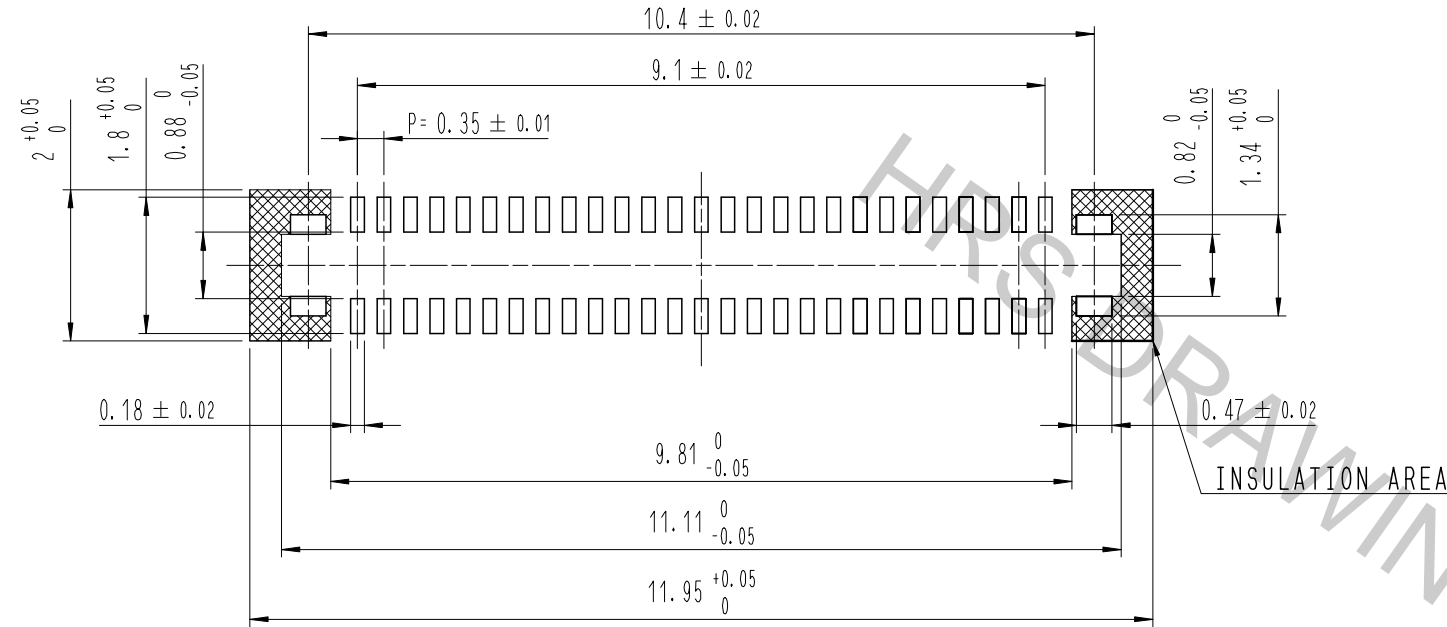 10.4 ± 0.02
9.1 ± 0.02
P= 0.35 ± 0.01
2 +0.05 0
1.8 +0.05 0
0.88 0 -0.05
0.82 0 -0.05
1.34 +0.05 0
0.18 ± 0.02
0.47 ± 0.02
9.81 0 -0.05
INSULATION AREA
11.11 0 -0.05
11.95 +0.05 0
HRS DRAWIN